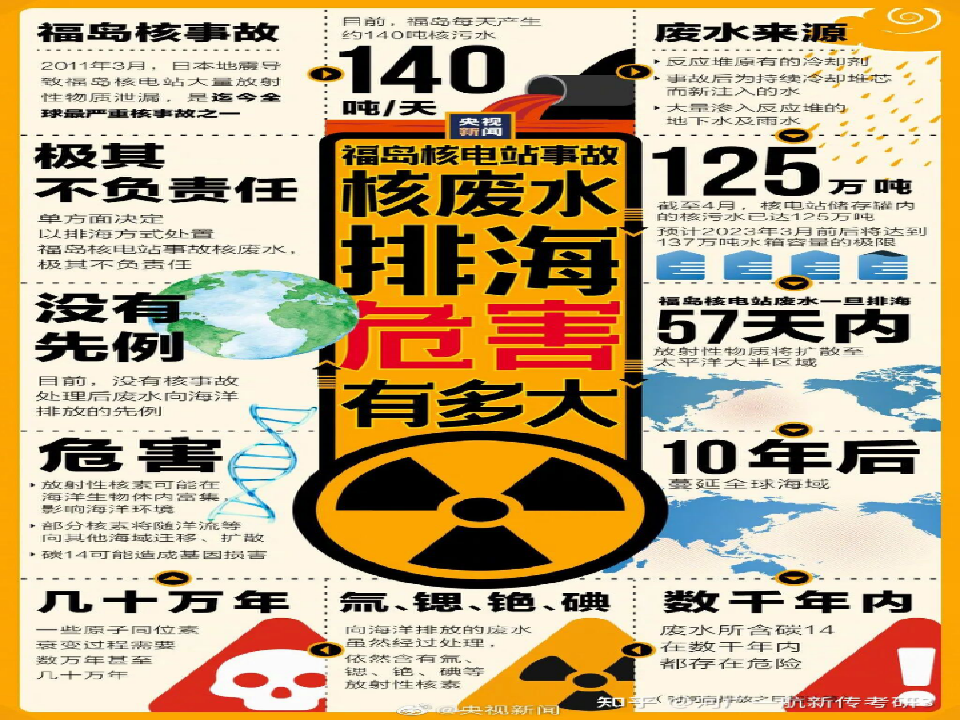 福岛核事故
2011年3月，日本地震导
致福岛核电站大量放射
性物质泄漏，是迄今全
球最严重核事故之一
目前，福岛每天产生
约140吨核污水
140
吨/天
废水来源
反应堆原有的冷却剂
事故后为持续冷却堆芯
而新注入的水
大量渗入反应堆的
地下水及雨水
央视
新闻
福岛核电站事故
核废水
排海
危害
有多大
极其
不负责任
单方面决定
以排海方式处置
福岛核电站事故核废水，
极其不负责任
125万吨
截至4月，核电站储存罐内
的核污水已达125万吨
预计2023年3月前后将达到
137万吨水箱容量的极限
没有
先例
目前，没有核事故
处理后废水向海洋
排放的先例
福岛核电站废水一旦排海
57天内
放射性物质将扩散至
太平洋大半区域
危害
放射性核素可能在
海洋生物体内富集，
影响海洋环境
部分核素将随洋流等
向其他海域迁移、扩散
碳14可能造成基因损害
10年后
蔓延全球海域
几十万年
一些原子同位素
衰变过程需要
数万年甚至
几十万年
氚、锶、铯、碘
向海洋排放的废水
虽然经过处理，
依然含有氚、
锶、铯、碘等
放射性核素
数千年内
废水所含碳14
在数千年内
都存在危险
@央视新闻
知乎
航新传考研